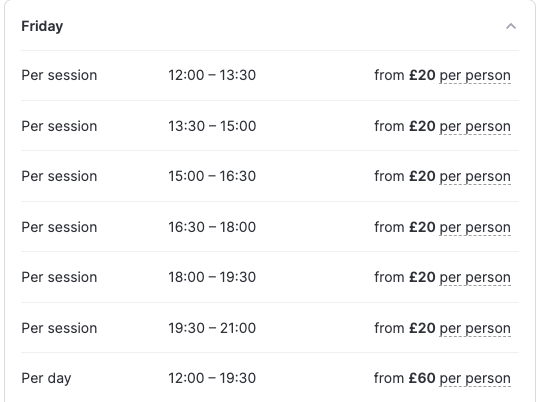 Friday
Per session 12:00 – 13:30 from £20 per person
Per session 13:30 – 15:00 from £20 per person
Per session 15:00 – 16:30 from £20 per person
Per session 16:30 – 18:00 from £20 per person
Per session 18:00 – 19:30 from £20 per person
Per session 19:30 – 21:00 from £20 per person
Per day 12:00 – 19:30 from £60 per person